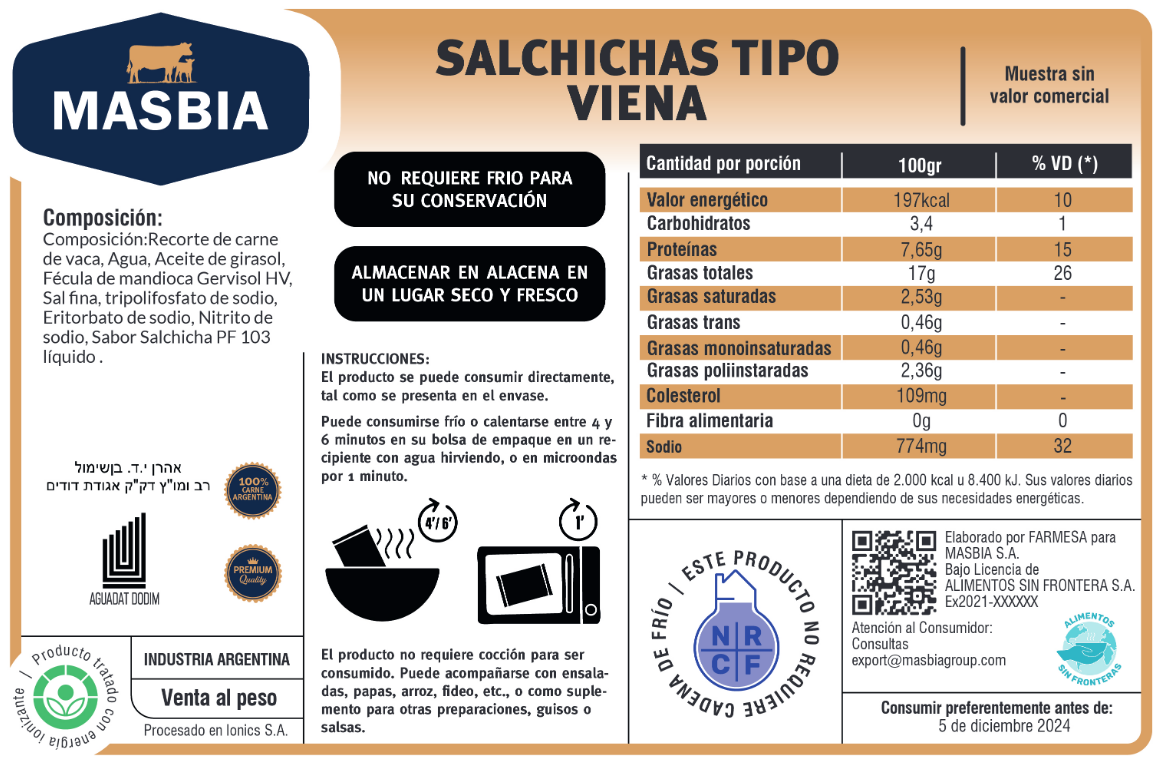 MASBIA
SALCHICHAS TIPO
VIENA
Muestra sin
valor comercial
Composición:
Composición:Recorte de carne
de vaca, Agua, Aceite de girasol,
Fécula de mandioca Gervisol HV,
Sal fina, tripolifosfato de sodio,
Eritorbato de sodio, Nitrito de
sodio, Sabor Salchicha PF 103
líquido .
אהרן י.ד. בןשימול
רב ומו"ץ דק"ק אגודת דודים
100%
CARNE
ARGENTINA
AGUADAT DODIM
PREMIUM
Quality
Producto tratado con energía ionizante /
INDUSTRIA ARGENTINA
Venta al peso
Procesado en Ionics S.A.
NO REQUIERE FRIO PARA
SU CONSERVACIÓN
ALMACENAR EN ALACENA EN
UN LUGAR SECO Y FRESCO
INSTRUCCIONES:
El producto se puede consumir directamente,
tal como se presenta en el envase.
Puede consumirse frío o calentarse entre 4 y
6 minutos en su bolsa de empaque en un re-
cipiente con agua hirviendo, o en microondas
por 1 minuto.
4'/6'
1'
El producto no requiere cocción para ser
consumido. Puede acompañarse con ensala-
das, papas, arroz, fideo, etc., o como suple-
mento para otras preparaciones, guisos o
salsas.
Cantidad por porción 100gr % VD (*)
Valor energético 197kcal 10
Carbohidratos 3,4 1
Proteínas 7,65g 15
Grasas totales 17g 26
Grasas saturadas 2,53g -
Grasas trans 0,46g -
Grasas monoinsaturadas 0,46g -
Grasas poliinstaradas 2,36g -
Colesterol 109mg -
Fibra alimentaria 0g 0
Sodio 774mg 32
* % Valores Diarios con base a una dieta de 2.000 kcal u 8.400 kJ. Sus valores diarios
pueden ser mayores o menores dependiendo de sus necesidades energéticas.
/ ESTE PRODUCTO NO REQUIERE CADENA DE FRÍO
NR
CF
Elaborado por FARMESA para
MASBIA S.A.
Bajo Licencia de
ALIMENTOS SIN FRONTERA S.A.
Ex2021-XXXXXX
Atención al Consumidor:
Consultas
export@masbiagroup.com
ALIMENTOS
SIN FRONTERAS
Consumir preferentemente antes de:
5 de diciembre 2024